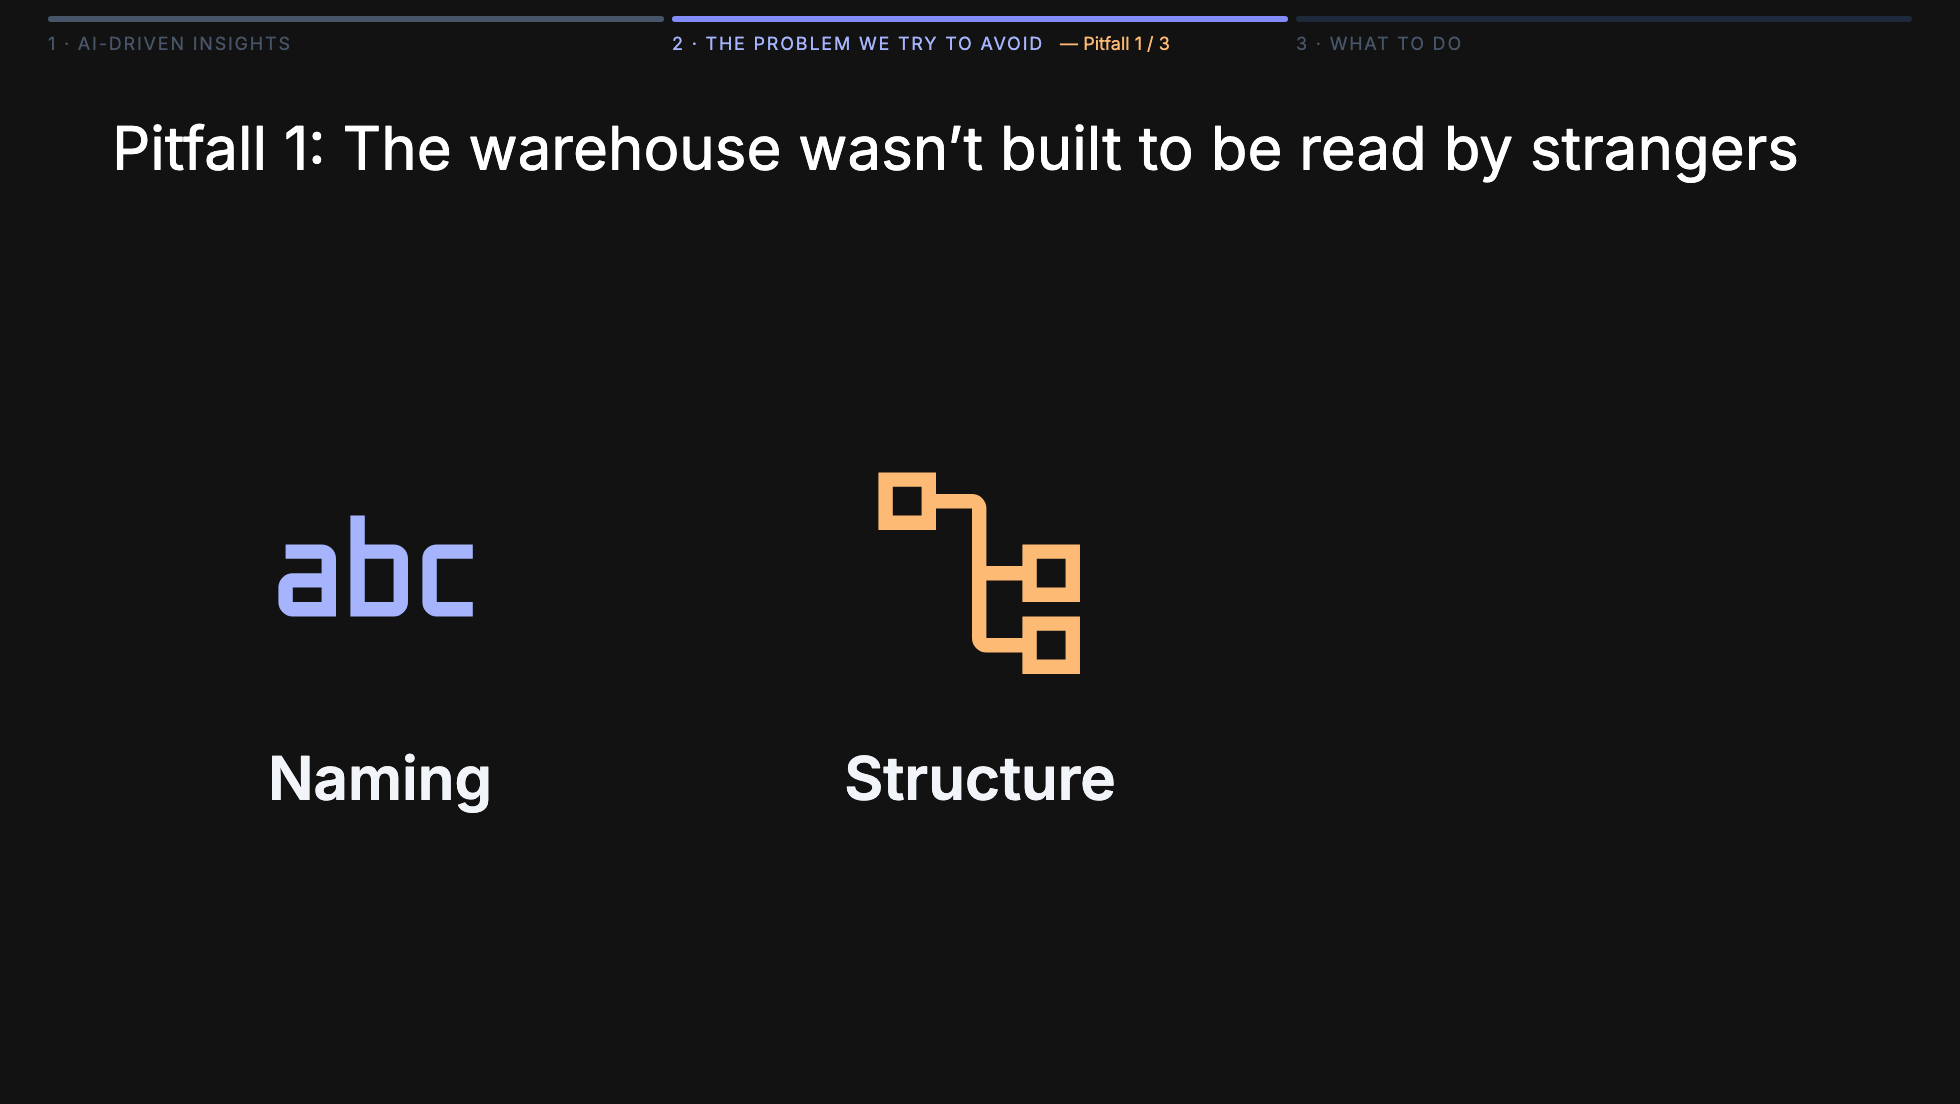 1 · AI-DRIVEN INSIGHTS
2 · THE PROBLEM WE TRY TO AVOID — Pitfall 1 / 3
3 · WHAT TO DO
Pitfall 1: The warehouse wasn’t built to be read by strangers
abc
Naming
Structure